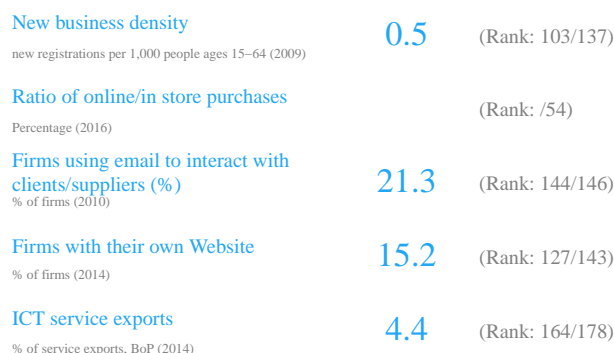 New business density
0.5 (Rank: 103/137)
new registrations per 1,000 people ages 15−64 (2009)
Ratio of online/in store purchases
(Rank: /54)
Percentage (2016)
Firms using email to interact with
clients/suppliers (%)
21.3 (Rank: 144/146)
% of firms (2010)
Firms with their own Website
15.2 (Rank: 127/143)
% of firms (2014)
ICT service exports
4.4 (Rank: 164/178)
% of service exports, BoP (2014)